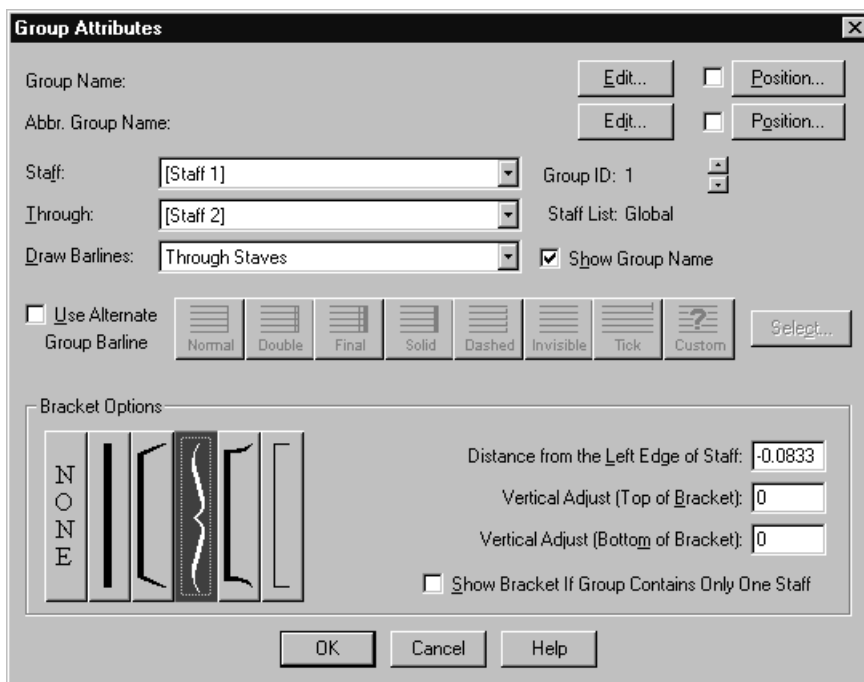 Group Attributes
Group Name: Edit... Position...
Abbr. Group Name: Edit... Position...
Staff: [Staff 1] Group ID: 1
Through: [Staff 2] Staff List: Global
Draw Barlines: Through Staves Show Group Name
Use Alternate
Group Barline
Normal Double Final Solid Dashed Invisible Tick Custom Select...
Bracket Options
NONE
Distance from the Left Edge of Staff: -0.0833
Vertical Adjust (Top of Bracket): 0
Vertical Adjust (Bottom of Bracket): 0
Show Bracket If Group Contains Only One Staff
OK Cancel Help